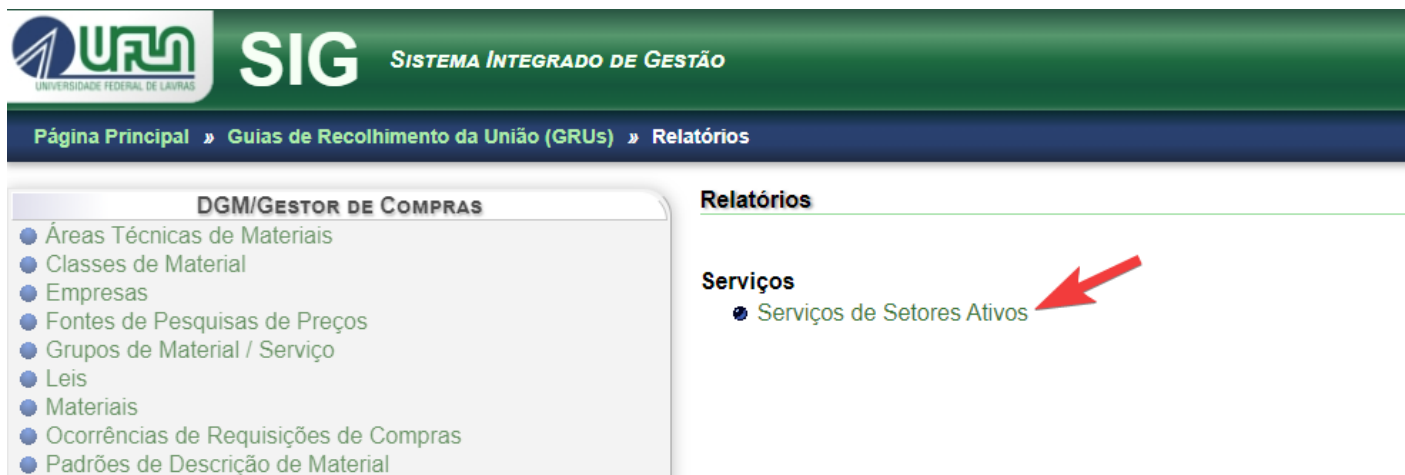 UFLA
UNIVERSIDADE FEDERAL DE LAVRAS
SIG SISTEMA INTEGRADO DE GESTÃO
Página Principal » Guias de Recolhimento da União (GRUs) » Relatórios
DGM/GESTOR DE COMPRAS
Áreas Técnicas de Materiais
Classes de Material
Empresas
Fontes de Pesquisas de Preços
Grupos de Material / Serviço
Leis
Materiais
Ocorrências de Requisições de Compras
Padrões de Descrição de Material
Relatórios
Serviços
Serviços de Setores Ativos